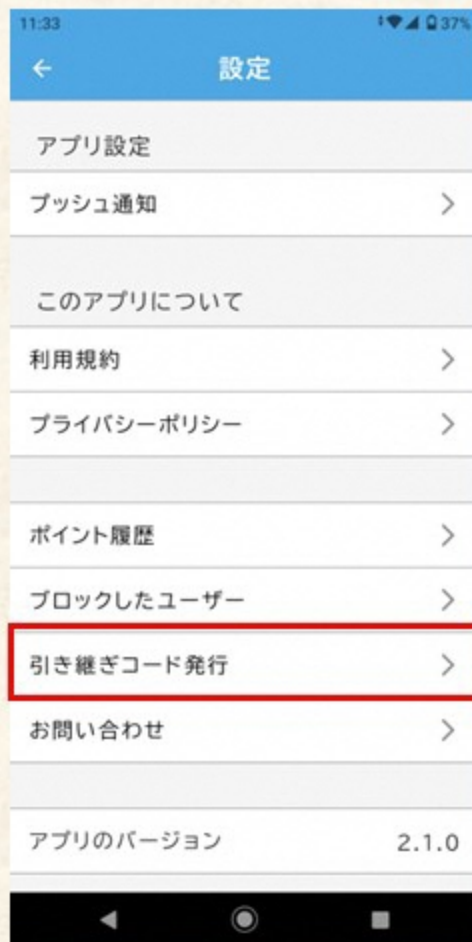 11:33
37%
設定
アプリ設定
プッシュ通知
このアプリについて
利用規約
プライバシーポリシー
ポイント履歴
ブロックしたユーザー
引き継ぎコード発行
お問い合わせ
アプリのバージョン 2.1.0